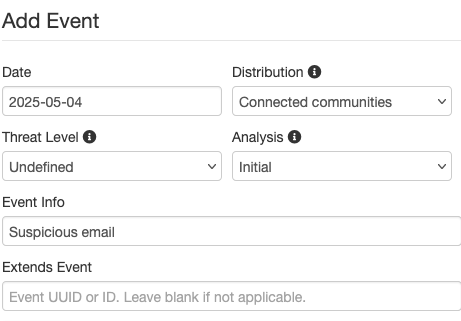 Add Event
Date Distribution
2025-05-04 Connected communities
Threat Level Analysis
Undefined Initial
Event Info
Suspicious email
Extends Event
Event UUID or ID. Leave blank if not applicable.